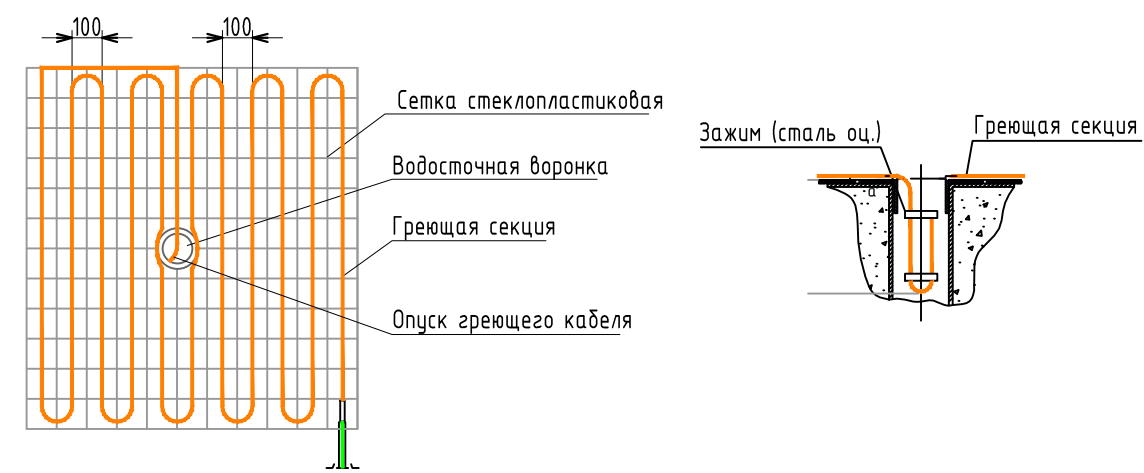 100
100
Сетка стеклопластиковая
Водосточная воронка
Греющая секция
Опуск греющего кабеля
Зажим (сталь оц.)
Греющая секция
а